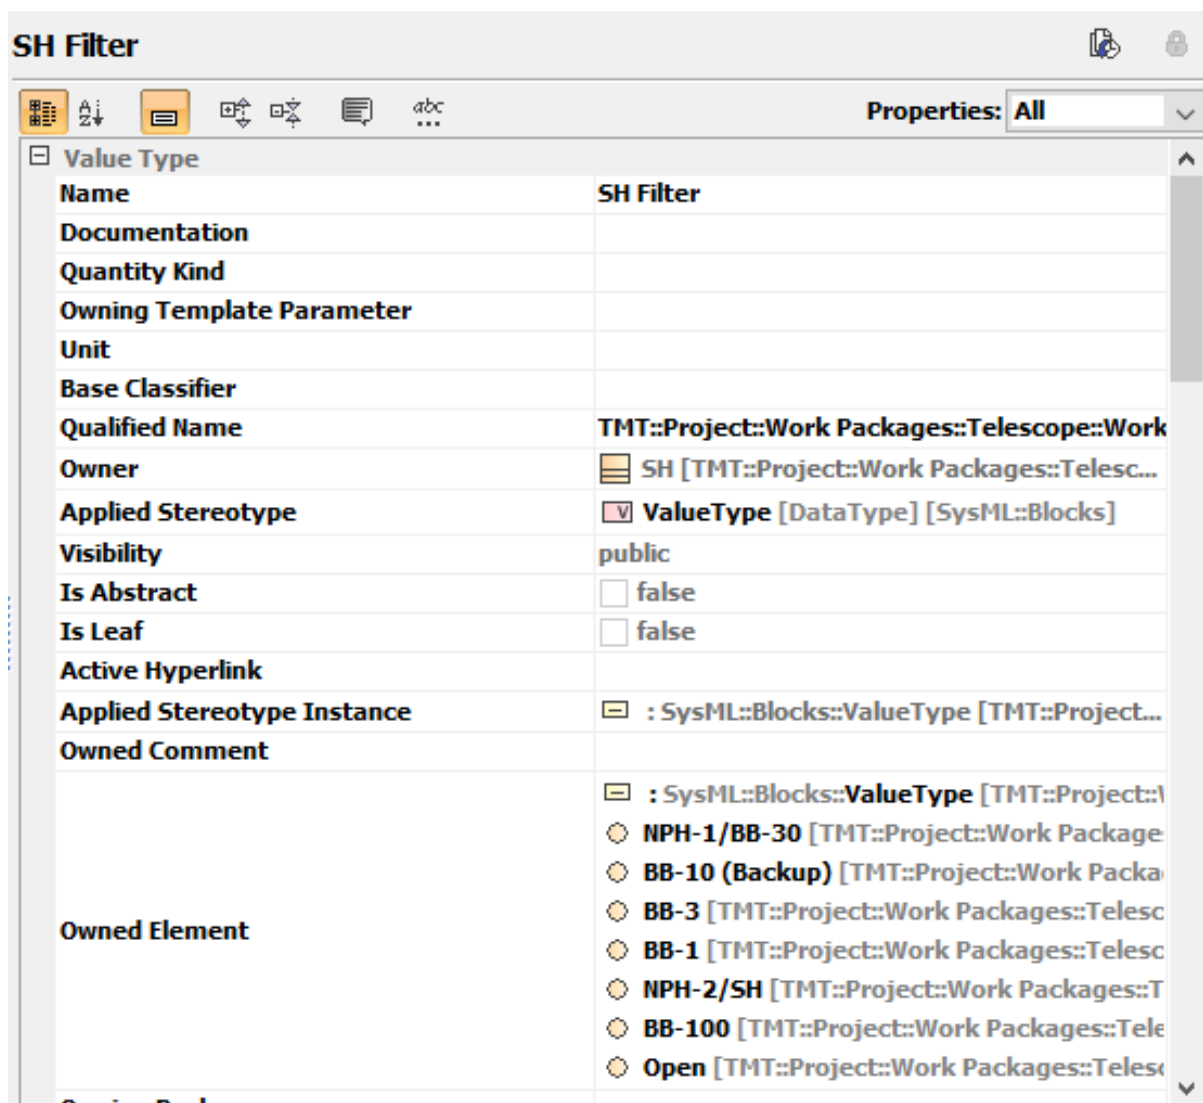 SH Filter
A
Z
abc
Properties: All
Value Type
Name SH Filter
Documentation
Quantity Kind
Owning Template Parameter
Unit
Base Classifier
Qualified Name TMT::Project::Work Packages::Telescope::Work
Owner SH [TMT::Project::Work Packages::Telesc...
Applied Stereotype V ValueType [DataType] [SysML::Blocks]
Visibility public
Is Abstract false
Is Leaf false
Active Hyperlink
Applied Stereotype Instance : SysML::Blocks::ValueType [TMT::Project...
Owned Comment
Owned Element
: SysML::Blocks::ValueType [TMT::Project::
NPH-1/BB-30 [TMT::Project::Work Package
BB-10 (Backup) [TMT::Project::Work Packa
BB-3 [TMT::Project::Work Packages::Telesc
BB-1 [TMT::Project::Work Packages::Telesc
NPH-2/SH [TMT::Project::Work Packages::T
BB-100 [TMT::Project::Work Packages::Tele
Open [TMT::Project::Work Packages::Teles